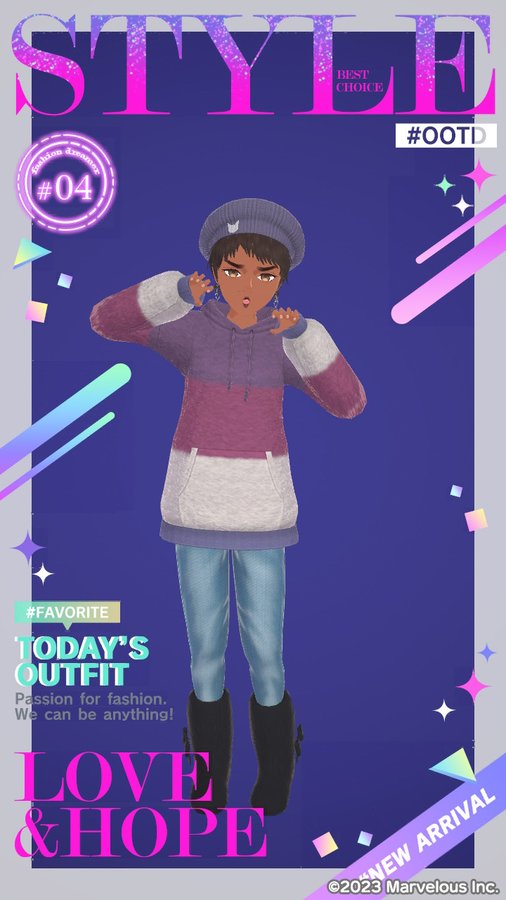 STYLE
BEST
CHOICE
#OOTD
fashion dreamer
#04
#FAVORITE
TODAY'S
OUTFIT
Passion for fashion.
We can be anything!
LOVE
&HOPE
#NEW ARRIVAL
©2023 Marvelous Inc.